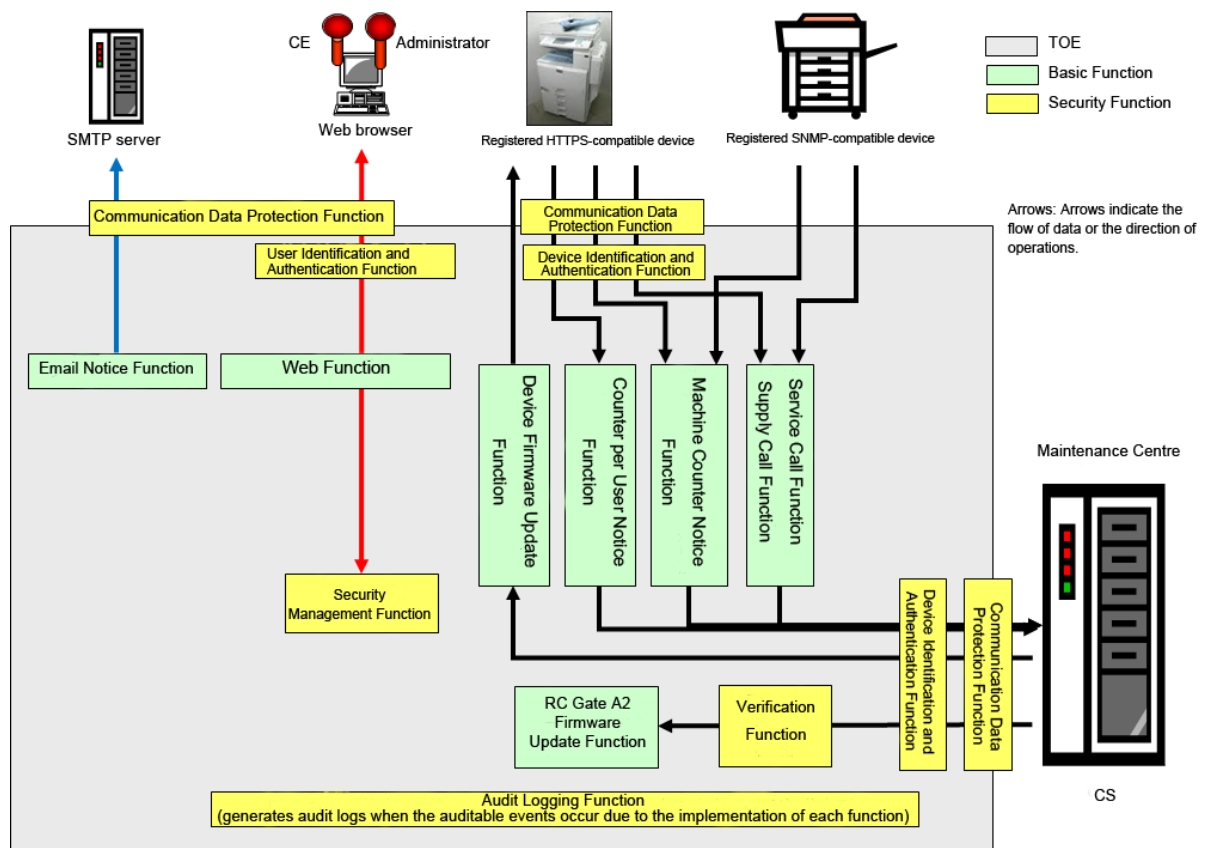 CE
Administrator
SMTP server
Web browser
Registered HTTPS-compatible device
Registered SNMP-compatible device
TOE
Basic Function
Security Function
Communication Data Protection Function
Communication Data
Protection Function
User Identification and
Authentication Function
Device Identification and
Authentication Function
Arrows: Arrows indicate the
flow of data or the direction of
operations.
Email Notice Function
Web Function
Device Firmware Update
Function
Counter per User Notice
Function
Machine Counter Notice
Function
Service Call Function
Supply Call Function
Maintenance Centre
Security
Management Function
Device Identification and
Authentication Function
Communication Data
Protection Function
RC Gate A2
Firmware
Update Function
Verification
Function
CS
Audit Logging Function
(generates audit logs when the auditable events occur due to the implementation of each function)